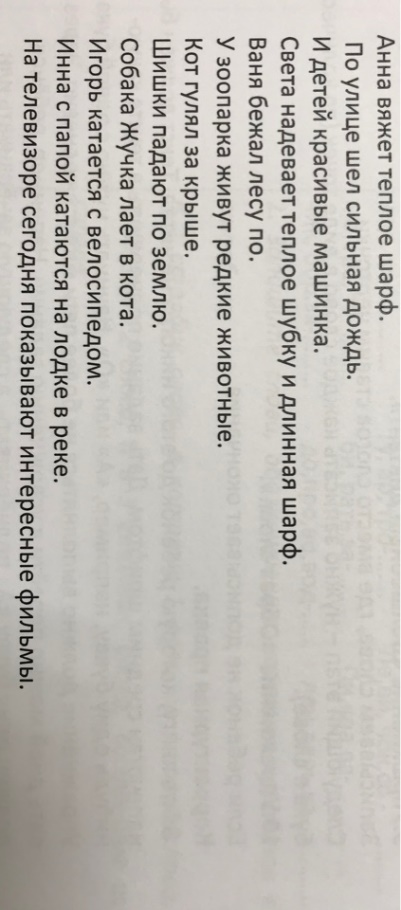 Анна вяжет теплое шарф.
По улице шел сильная дождь.
И детей красивые машинка.
Света надевает теплое шубку и длинная шарф.
Ваня бежал лесу по.
У зоопарка живут редкие животные.
Кот гулял за крыше.
Шишки падают по землю.
Собака Жучка лает в кота.
Игорь катается с велосипедом.
Инна с папой катаются на лодке в реке.
На телевизоре сегодня показывают интересные фильмы.